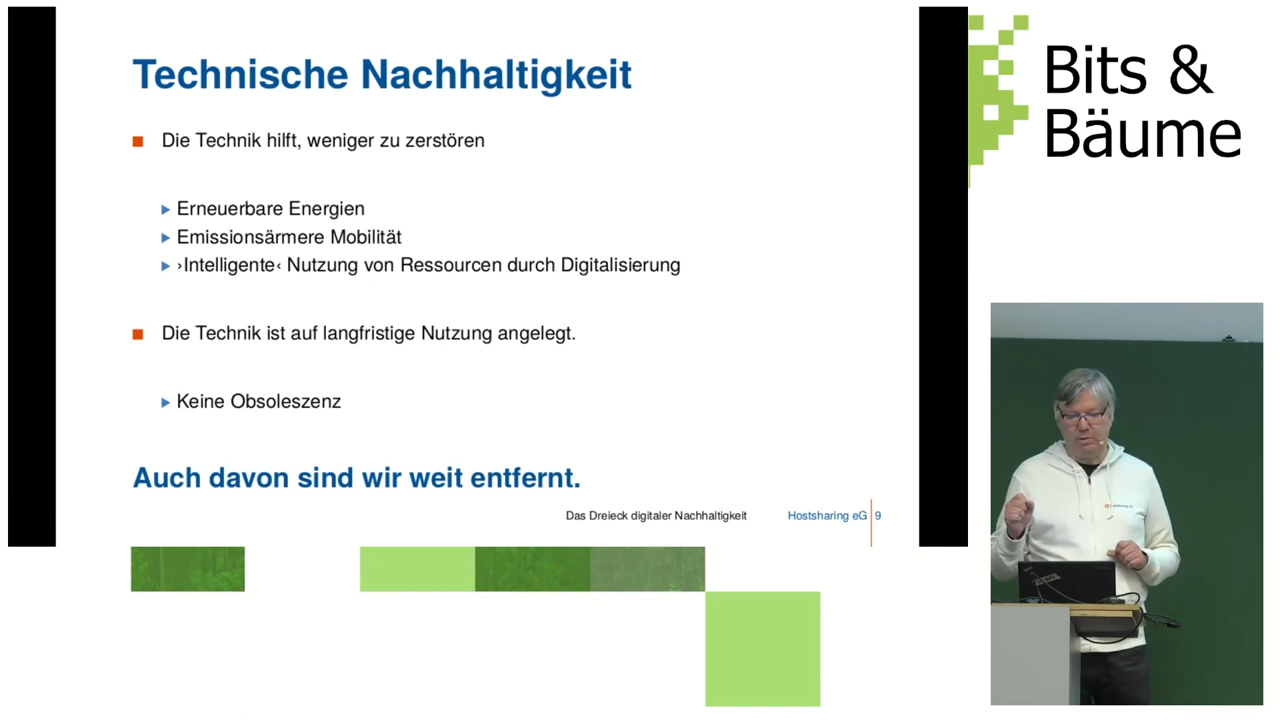 Technische Nachhaltigkeit
Die Technik hilft, weniger zu zerstören
Erneuerbare Energien
Emissionsärmere Mobilität
›Intelligente‹ Nutzung von Ressourcen durch Digitalisierung
Die Technik ist auf langfristige Nutzung angelegt.
Keine Obsoleszenz
Auch davon sind wir weit entfernt.
Das Dreieck digitaler Nachhaltigkeit
Hostsharing eG 9
Bits &
Bäume